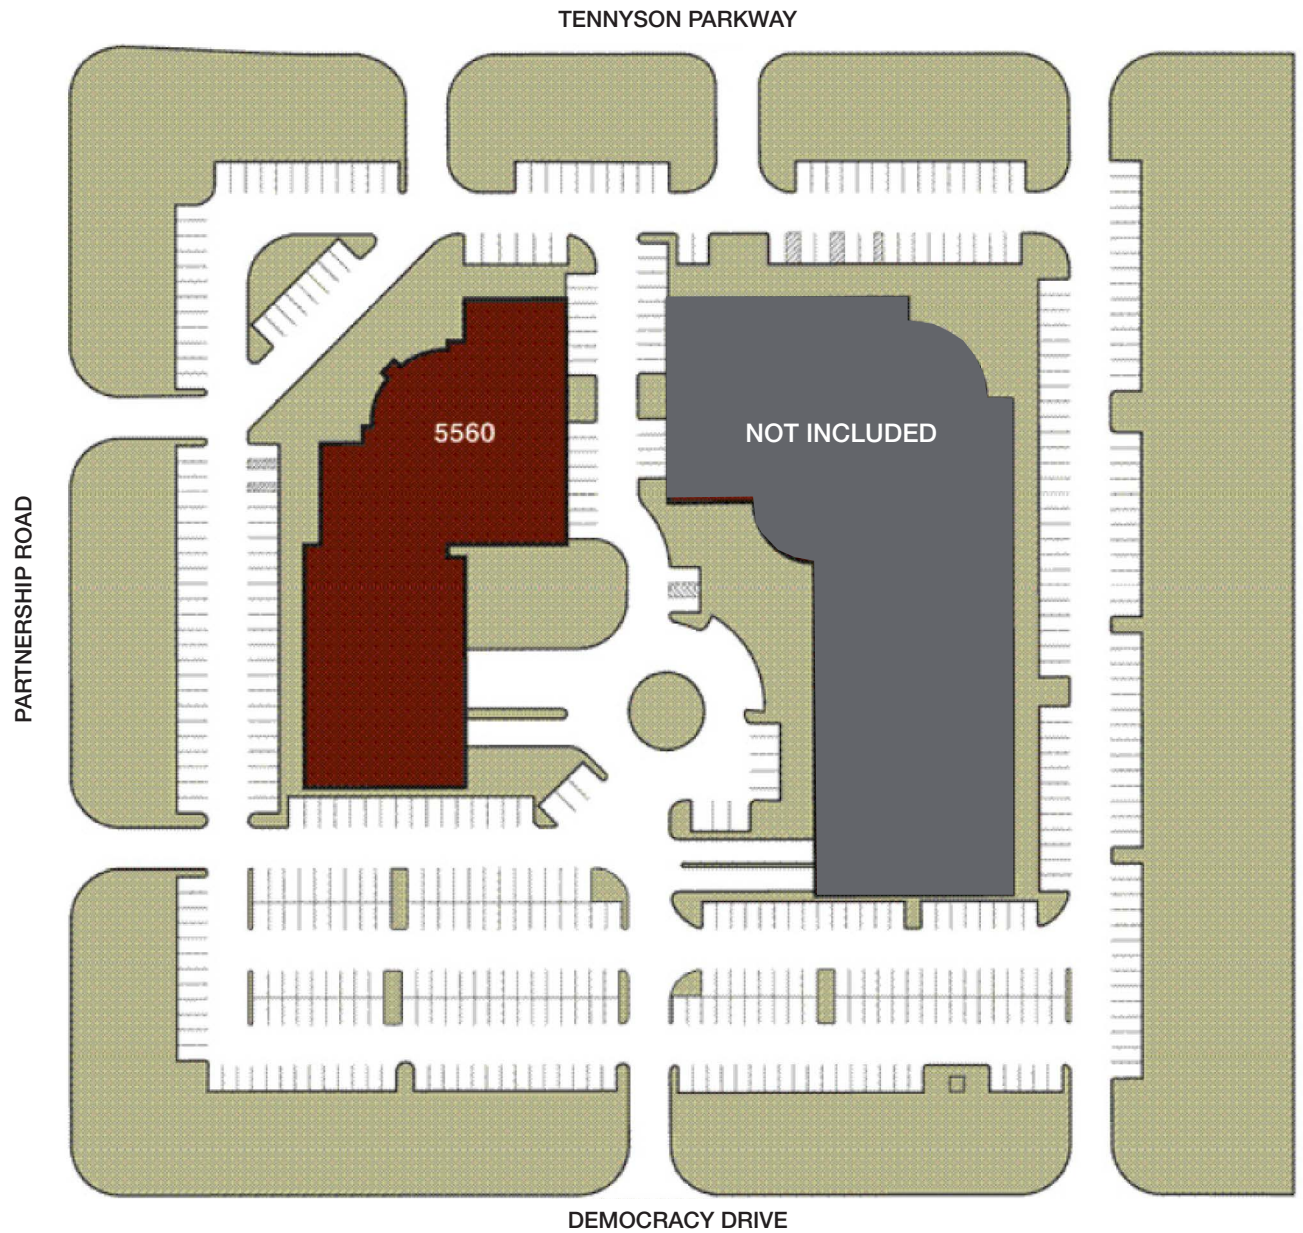 TENNYSON PARKWAY
5560
NOT INCLUDED
PARTNERSHIP ROAD
DEMOCRACY DRIVE